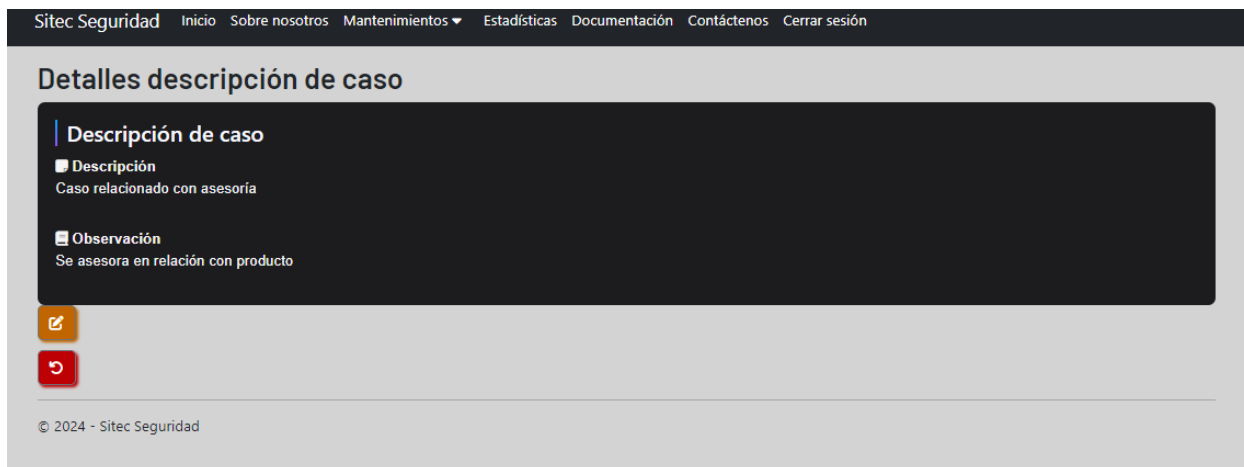 Sitec Seguridad Inicio Sobre nosotros Mantenimientos Estadísticas Documentación Contáctenos Cerrar sesión
Detalles descripción de caso
Descripción de caso
Descripción
Caso relacionado con asesoría
Observación
Se asesora en relación con producto
© 2024 - Sitec Seguridad